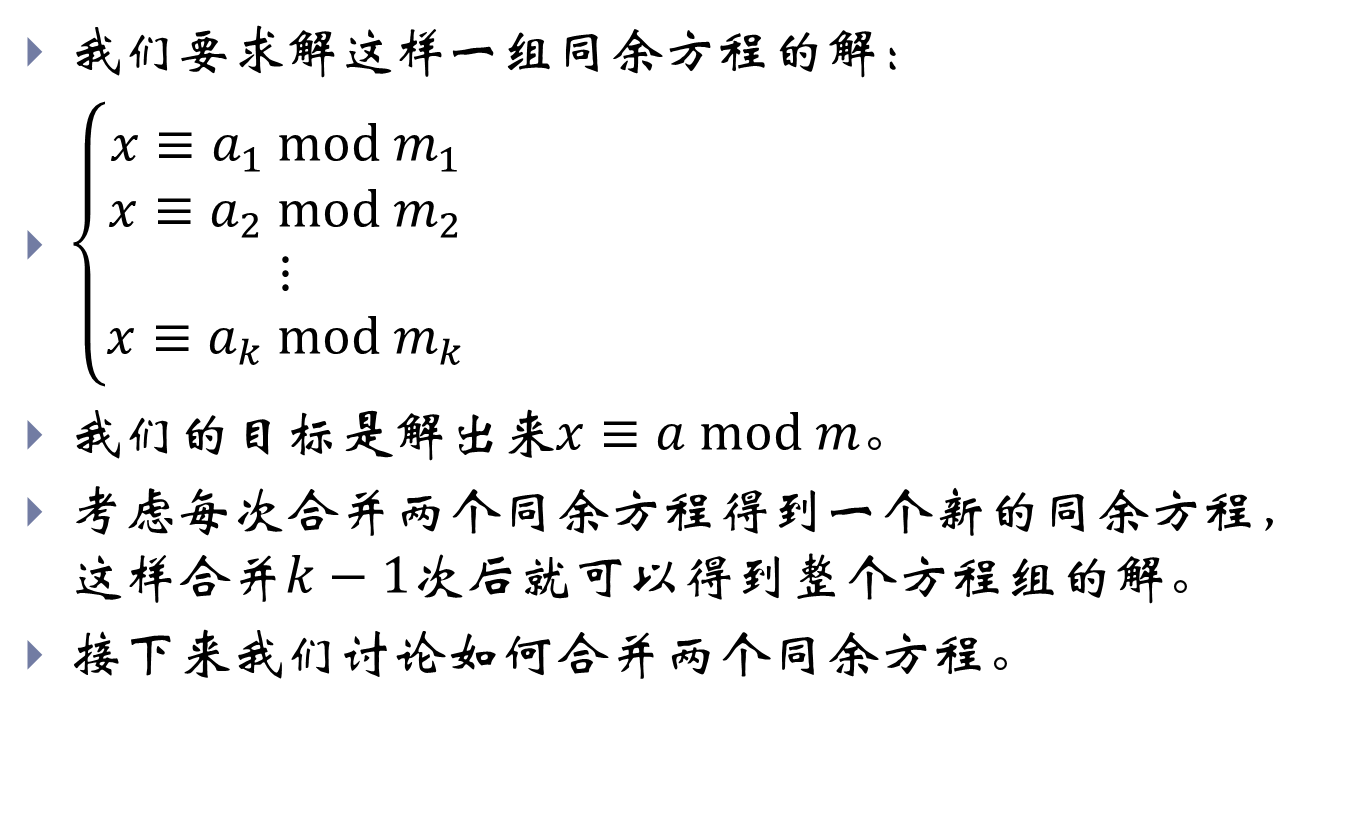 我们要求解这样一组同余方程的解：
x ≡ a₁ mod m₁
x ≡ a₂ mod m₂
⋮
x ≡ aₖ mod mₖ
我们的目标是解出来x ≡ a mod m。
考虑每次合并两个同余方程得到一个新的同余方程，
这样合并k − 1次后就可以得到整个方程组的解。
接下来我们讨论如何合并两个同余方程。